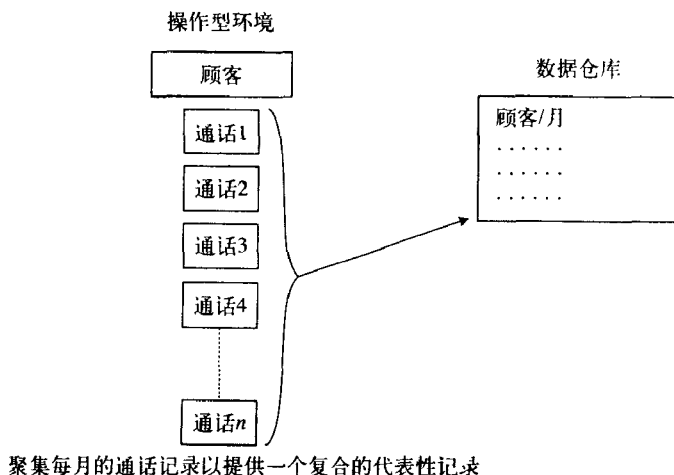 操作型环境
顾客
通话1
通话2
通话3
通话4
通话n
数据仓库
顾客/月
. . . . . .
. . . . . .
. . . . . .
聚集每月的通话记录以提供一个复合的代表性记录